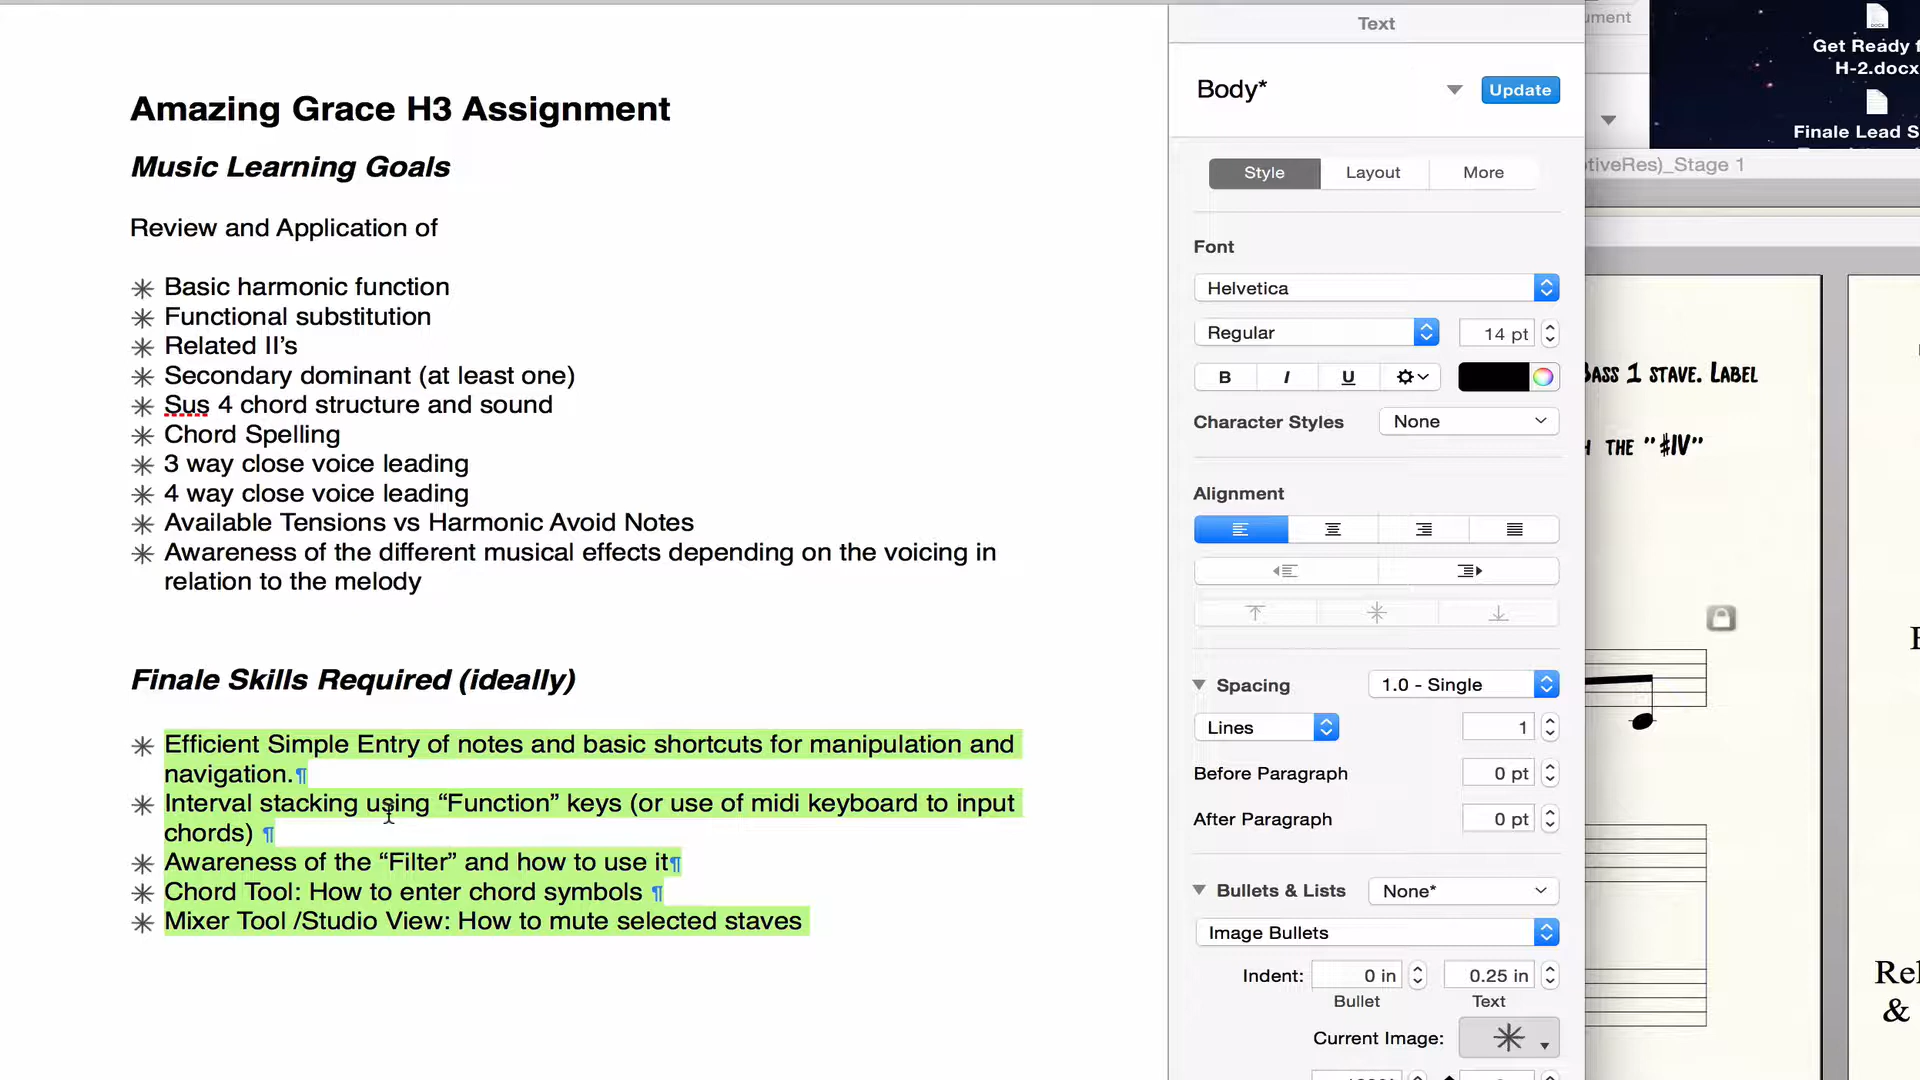 Amazing Grace H3 Assignment
Music Learning Goals
Review and Application of
Basic harmonic function
Functional substitution
Related II’s
Secondary dominant (at least one)
Sus 4 chord structure and sound
Chord Spelling
3 way close voice leading
4 way close voice leading
Available Tensions vs Harmonic Avoid Notes
Awareness of the different musical effects depending on the voicing in
relation to the melody
Finale Skills Required (ideally)
Efficient Simple Entry of notes and basic shortcuts for manipulation and
navigation.¶
Interval stacking using “Function” keys (or use of midi keyboard to input
chords) ¶
Awareness of the “Filter” and how to use it¶
Chord Tool: How to enter chord symbols ¶
Mixer Tool /Studio View: How to mute selected staves
Text
Body*
Update
Style Layout More
Font
Helvetica
Regular 14 pt
B I U
Character Styles None
Alignment
Spacing 1.0 - Single
Lines 1
Before Paragraph 0 pt
After Paragraph 0 pt
Bullets & Lists None*
Image Bullets
Indent: 0 in 0.25 in
Bullet Text
Current Image:
ument
Get Ready
H-2.docx
Finale Lead S
tiveRes)_Stage 1
BASS 1 STAVE. LABEL
THE "#IV"
Rel
&